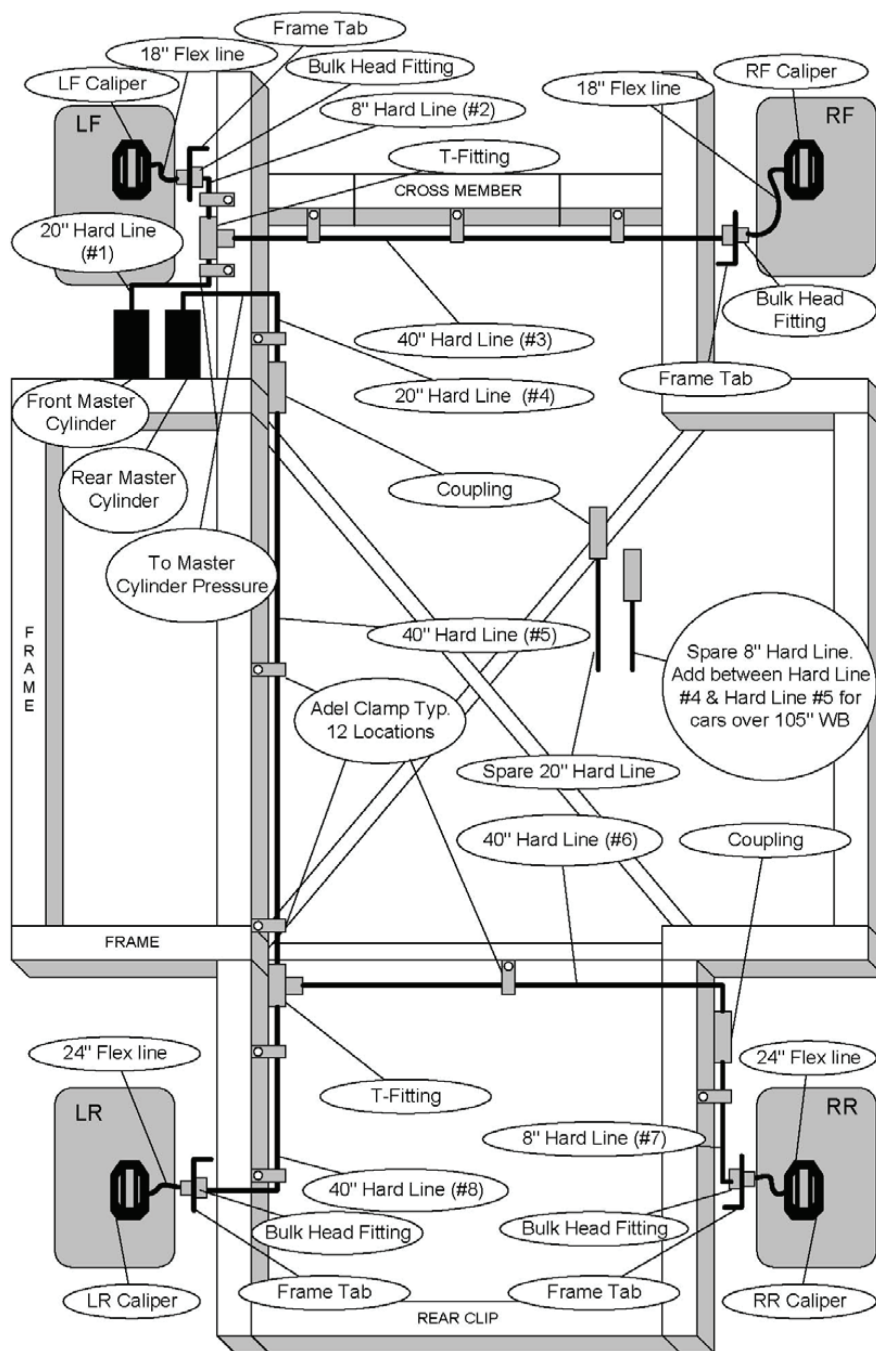 Frame Tab
18" Flex line
Bulk Head Fitting
LF Caliper
8" Hard Line (#2)
RF Caliper
18" Flex line
LF
RF
T-Fitting
CROSS MEMBER
20" Hard Line
(#1)
Bulk Head
Fitting
40" Hard Line (#3)
Frame Tab
20" Hard Line (#4)
Front Master
Cylinder
Rear Master
Cylinder
Coupling
To Master
Cylinder Pressure
F
R
A
M
E
40" Hard Line (#5)
Spare 8" Hard Line.
Add between Hard Line
#4 & Hard Line #5 for
cars over 105" WB
Adel Clamp Typ.
12 Locations
Spare 20" Hard Line
40" Hard Line (#6)
Coupling
FRAME
24" Flex line
24" Flex line
T-Fitting
LR
RR
8" Hard Line (#7)
40" Hard Line (#8)
Bulk Head Fitting
Bulk Head Fitting
LR Caliper
Frame Tab
Frame Tab
RR Caliper
REAR CLIP